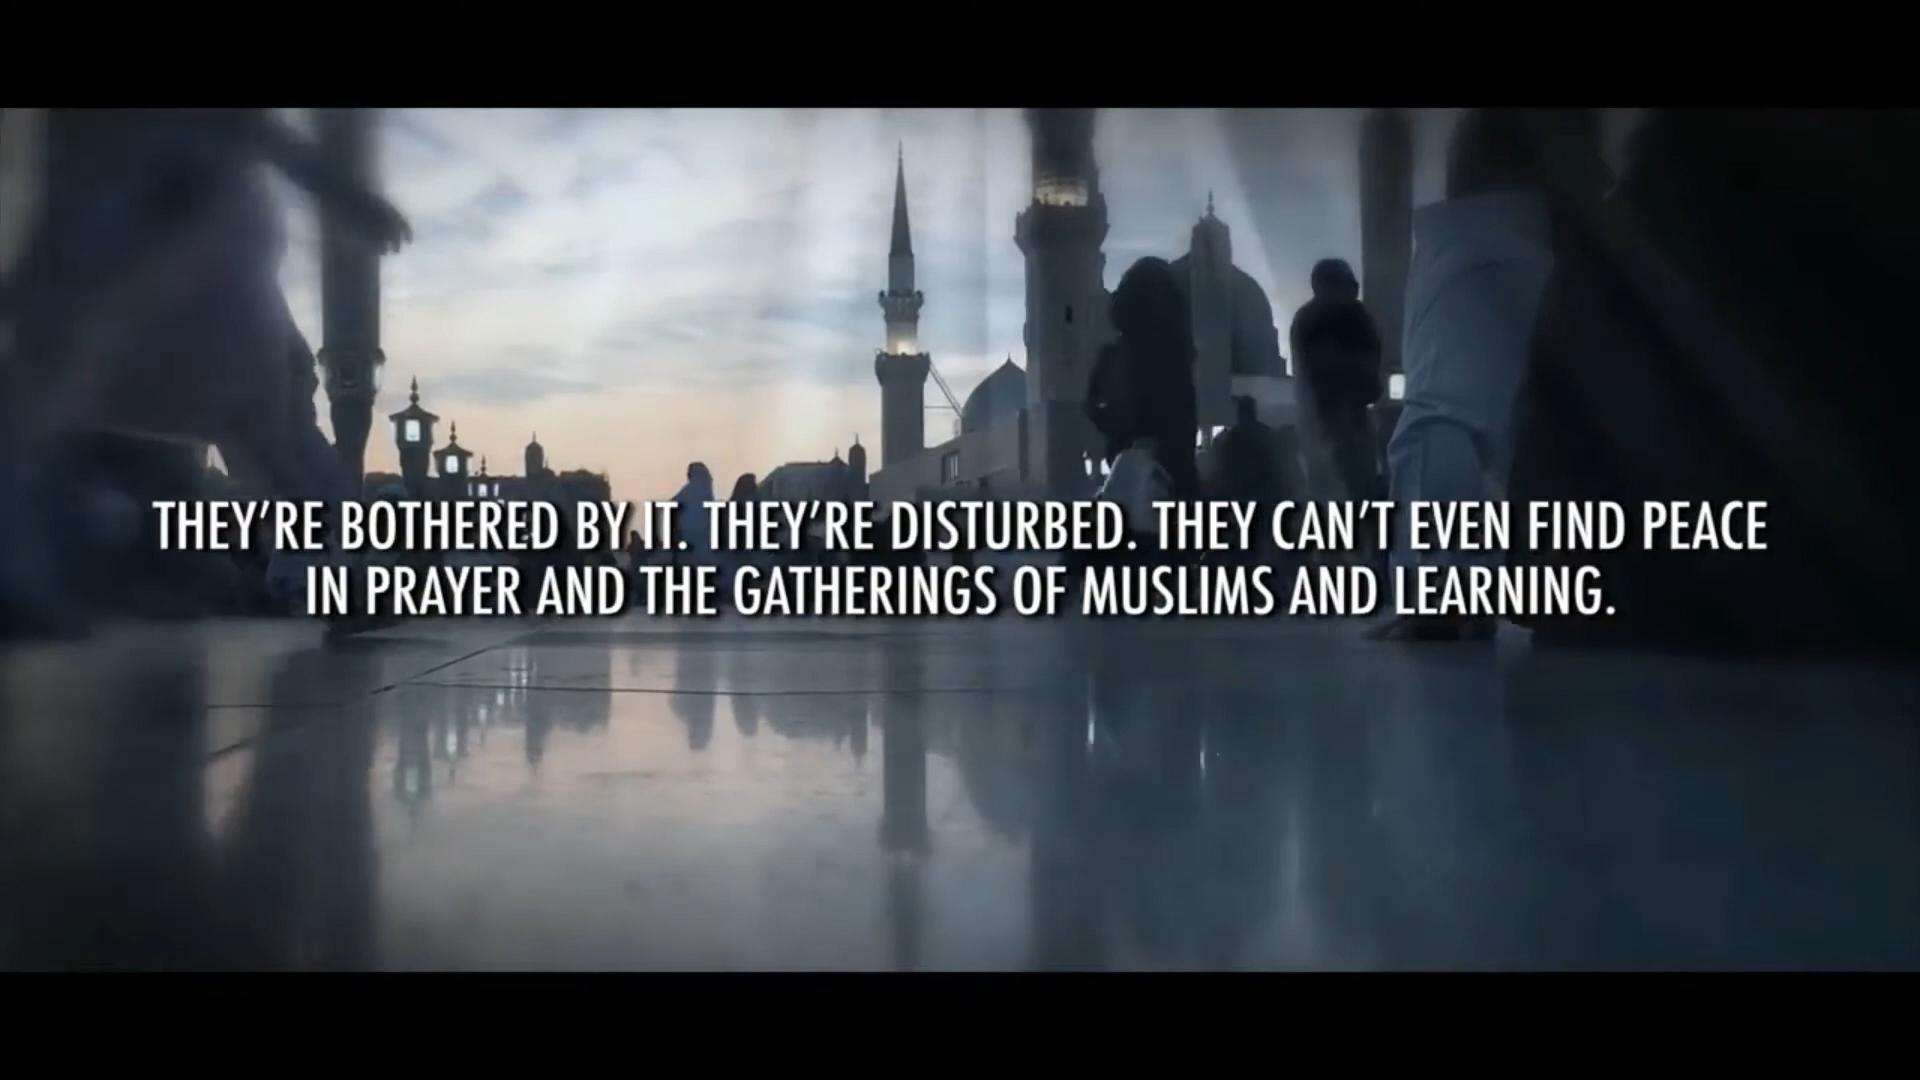 THEY'RE BOTHERED BY IT. THEY'RE DISTURBED. THEY CAN'T EVEN FIND PEACE
IN PRAYER AND THE GATHERINGS OF MUSLIMS AND LEARNING.